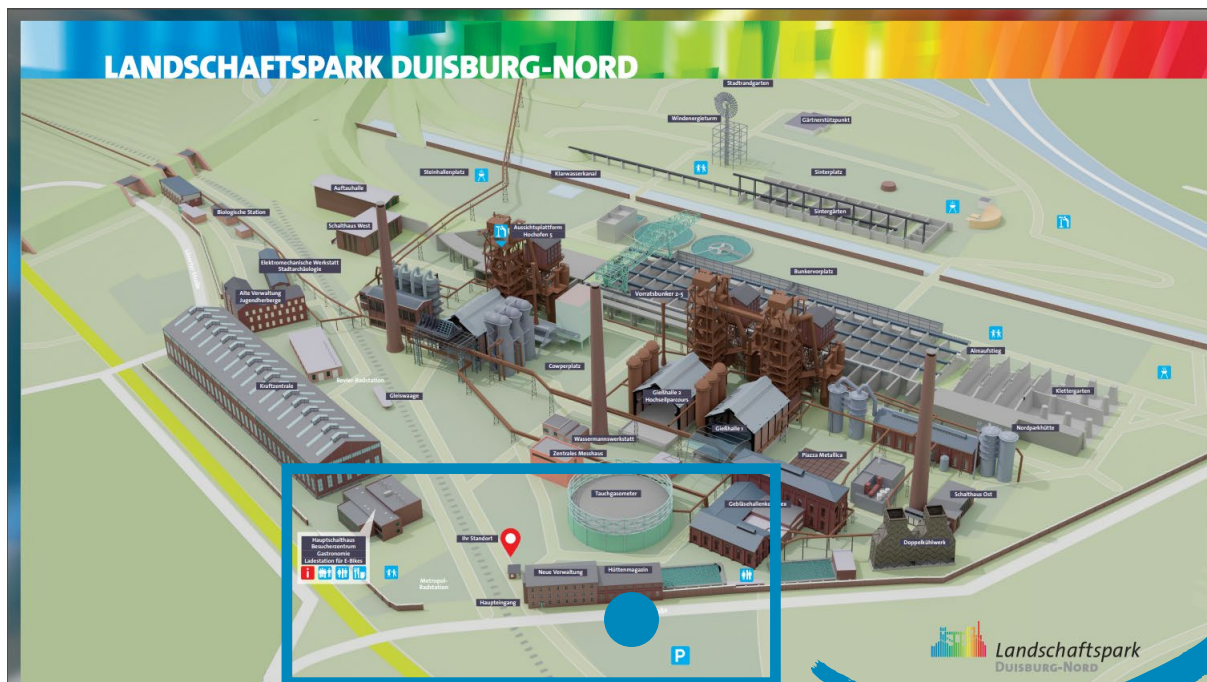 LANDSCHAFTSPARK DUISBURG-NORD
Stadtrandgarten
Windenergieturm
Gärtnerstützpunkt
Steinhallenplatz
Klarwasserkanal
Sinterplatz
Auftauhalle
Biologische Station
Schalthaus West
Sintergärten
Aussichtsplattform
Hochofen 5
Elektromechanische Werkstatt
Stadtarchäologie
Bunkervorplatz
Alte Verwaltung
Jugendherberge
Vorratsbunker 2-5
Almaufstieg
Cowperplatz
Revier-Radstation
Kraftzentrale
Gleiswaage
Gießhalle 2
Hochseilparcours
Klettergarten
Gießhalle 1
Nordparkhütte
Wassermannswerkstatt
Zentrales Messhaus
Piazza Metallica
Tauchgasometer
Schalthaus Ost
Hauptschalthaus
Besucherzentrum
Gastronomie
Ladestation für E-Bikes
Ihr Standort
Doppelkühlwerk
Metropol-
Radstation
Neue Verwaltung
Hüttenmagazin
Haupteingang
P
Landschaftspark
DUISBURG-NORD